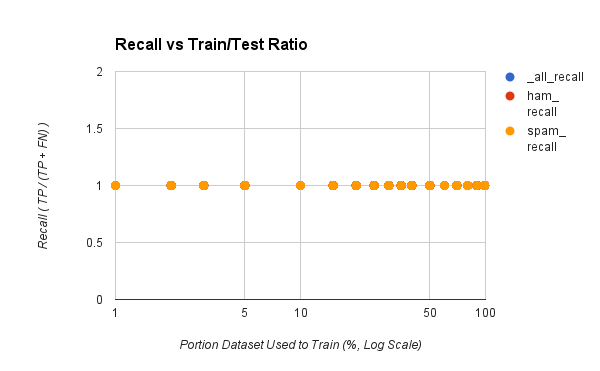 Recall vs Train/Test Ratio
2
1.5
1
0.5
0
1
5
10
50
100
Recall ( TP / (TP + FN) )
Portion Dataset Used to Train (%, Log Scale)
_all_recall
ham_
recall
spam_
recall